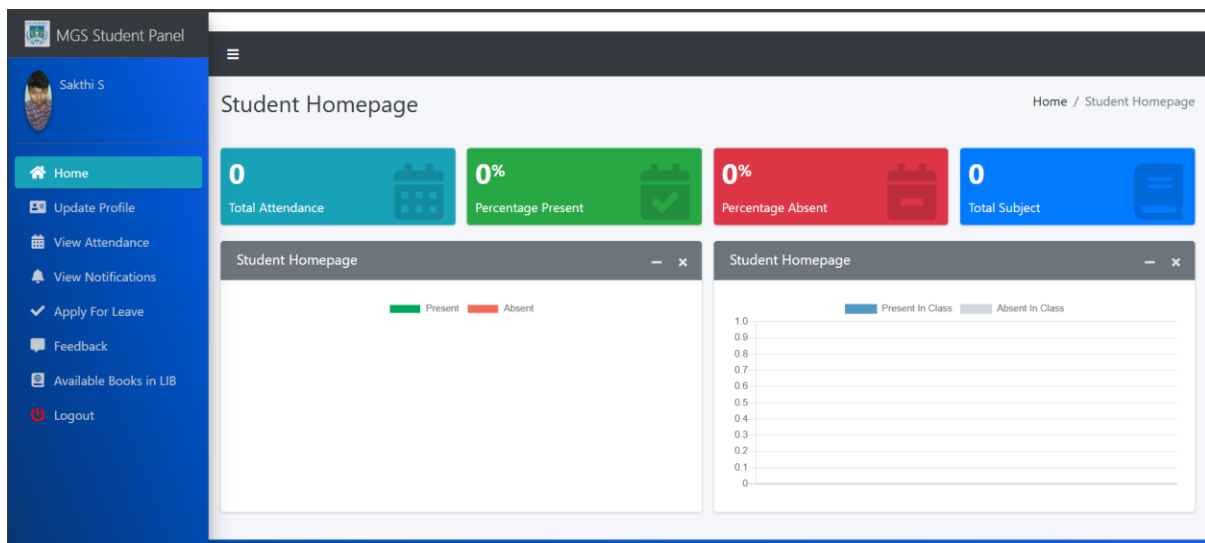 MGS Student Panel
Sakthi S
Home
Update Profile
View Attendance
View Notifications
Apply For Leave
Feedback
Available Books in LIB
Logout
Student Homepage
Home / Student Homepage
0
Total Attendance
0%
Percentage Present
0%
Percentage Absent
0
Total Subject
Student Homepage
Present Absent
Student Homepage
Present In Class Absent In Class
1.0
0.9
0.8
0.7
0.6
0.5
0.4
0.3
0.2
0.1
0